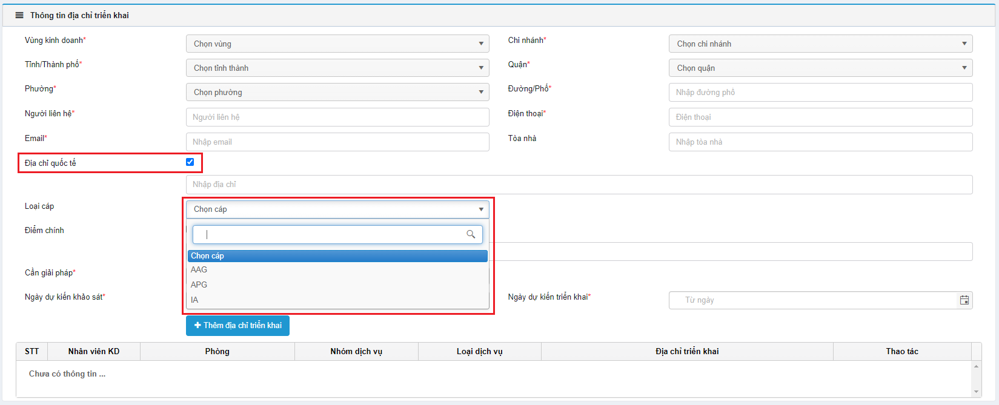 Thông tin địa chỉ triển khai
Vùng kinh doanh* Chọn vùng Chi nhánh* Chọn chi nhánh
Tỉnh/Thành phố* Chọn tỉnh thành Quận* Chọn quận
Phường* Chọn phường Đường/Phố* Nhập đường phố
Người liên hệ* Người liên hệ Điện thoại* Điện thoại
Email* Nhập email Tòa nhà Nhập tòa nhà
Địa chỉ quốc tế
Nhập địa chỉ
Loại cáp Chọn cáp
Điểm chính
Chọn cáp
AAG
Cần giải pháp*
APG
Ngày dự kiến khảo sát* IA Ngày dự kiến triển khai* Từ ngày
Thêm địa chỉ triển khai
STT Nhân viên KD Phòng Nhóm dịch vụ Loại dịch vụ Địa chỉ triển khai Thao tác
Chưa có thông tin ...